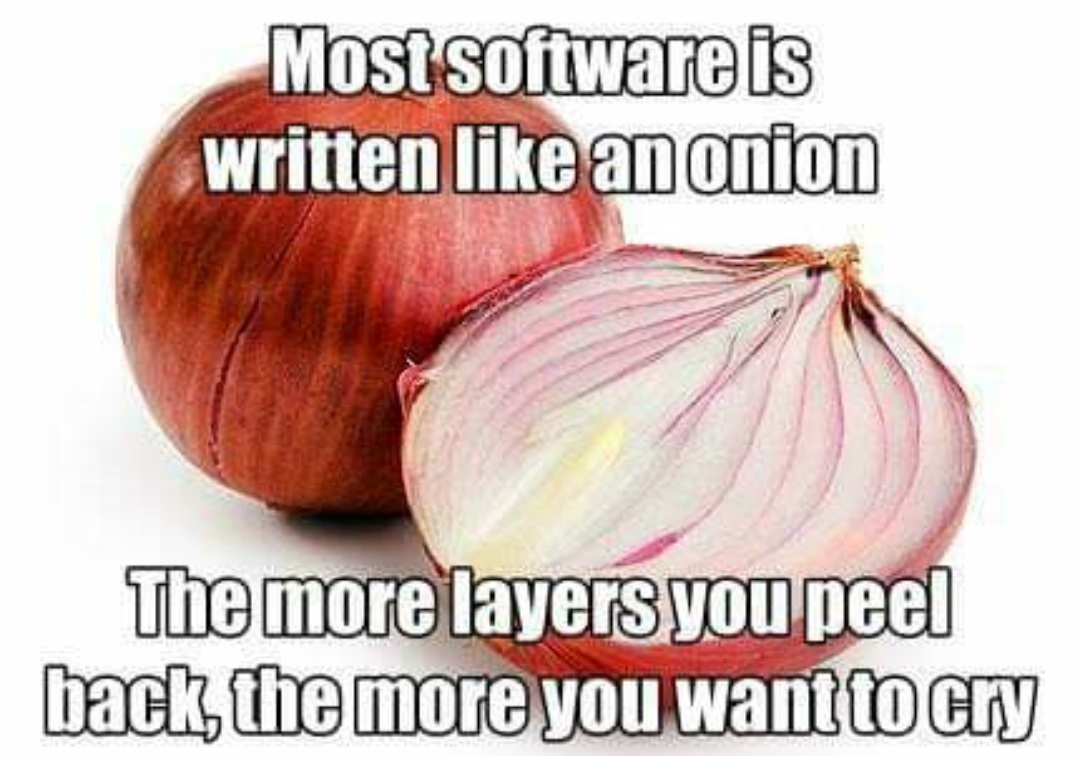 Most software is
written like an onion
The more layers you peel
back, the more you want to cry